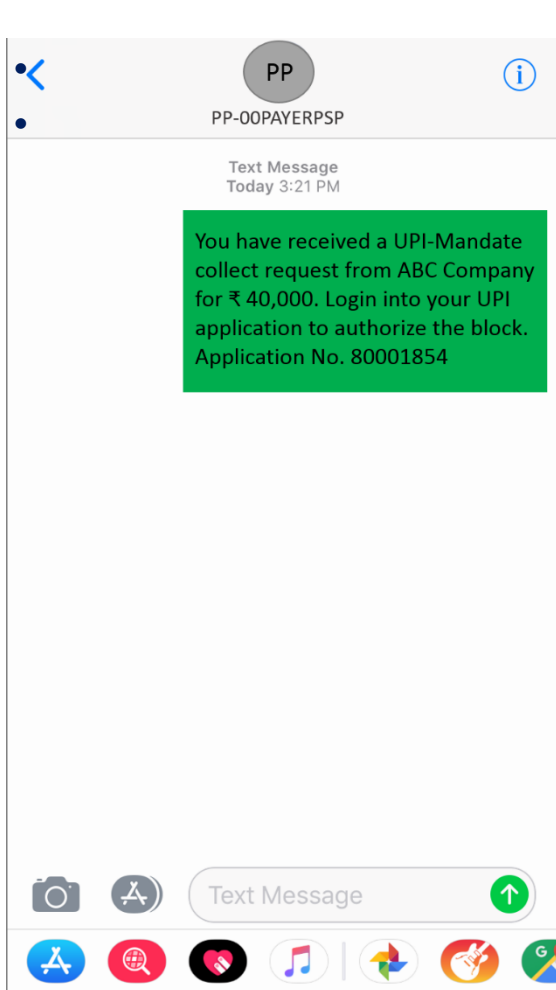 PP
PP-00PAYERPSP
Text Message
Today 3:21 PM
You have received a UPI-Mandate
collect request from ABC Company
for ₹ 40,000. Login into your UPI
application to authorize the block.
Application No. 80001854
Text Message
G